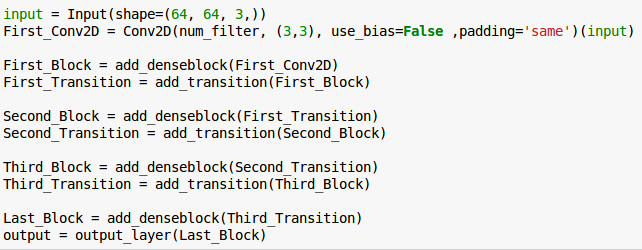 input = Input(shape=(64, 64, 3,))
First_Conv2D = Conv2D(num_filter, (3,3), use_bias=False ,padding='same')(input)
First_Block = add_denseblock(First_Conv2D)
First_Transition = add_transition(First_Block)
Second_Block = add_denseblock(First_Transition)
Second_Transition = add_transition(Second_Block)
Third_Block = add_denseblock(Second_Transition)
Third_Transition = add_transition(Third_Block)
Last_Block = add_denseblock(Third_Transition)
output = output_layer(Last_Block)